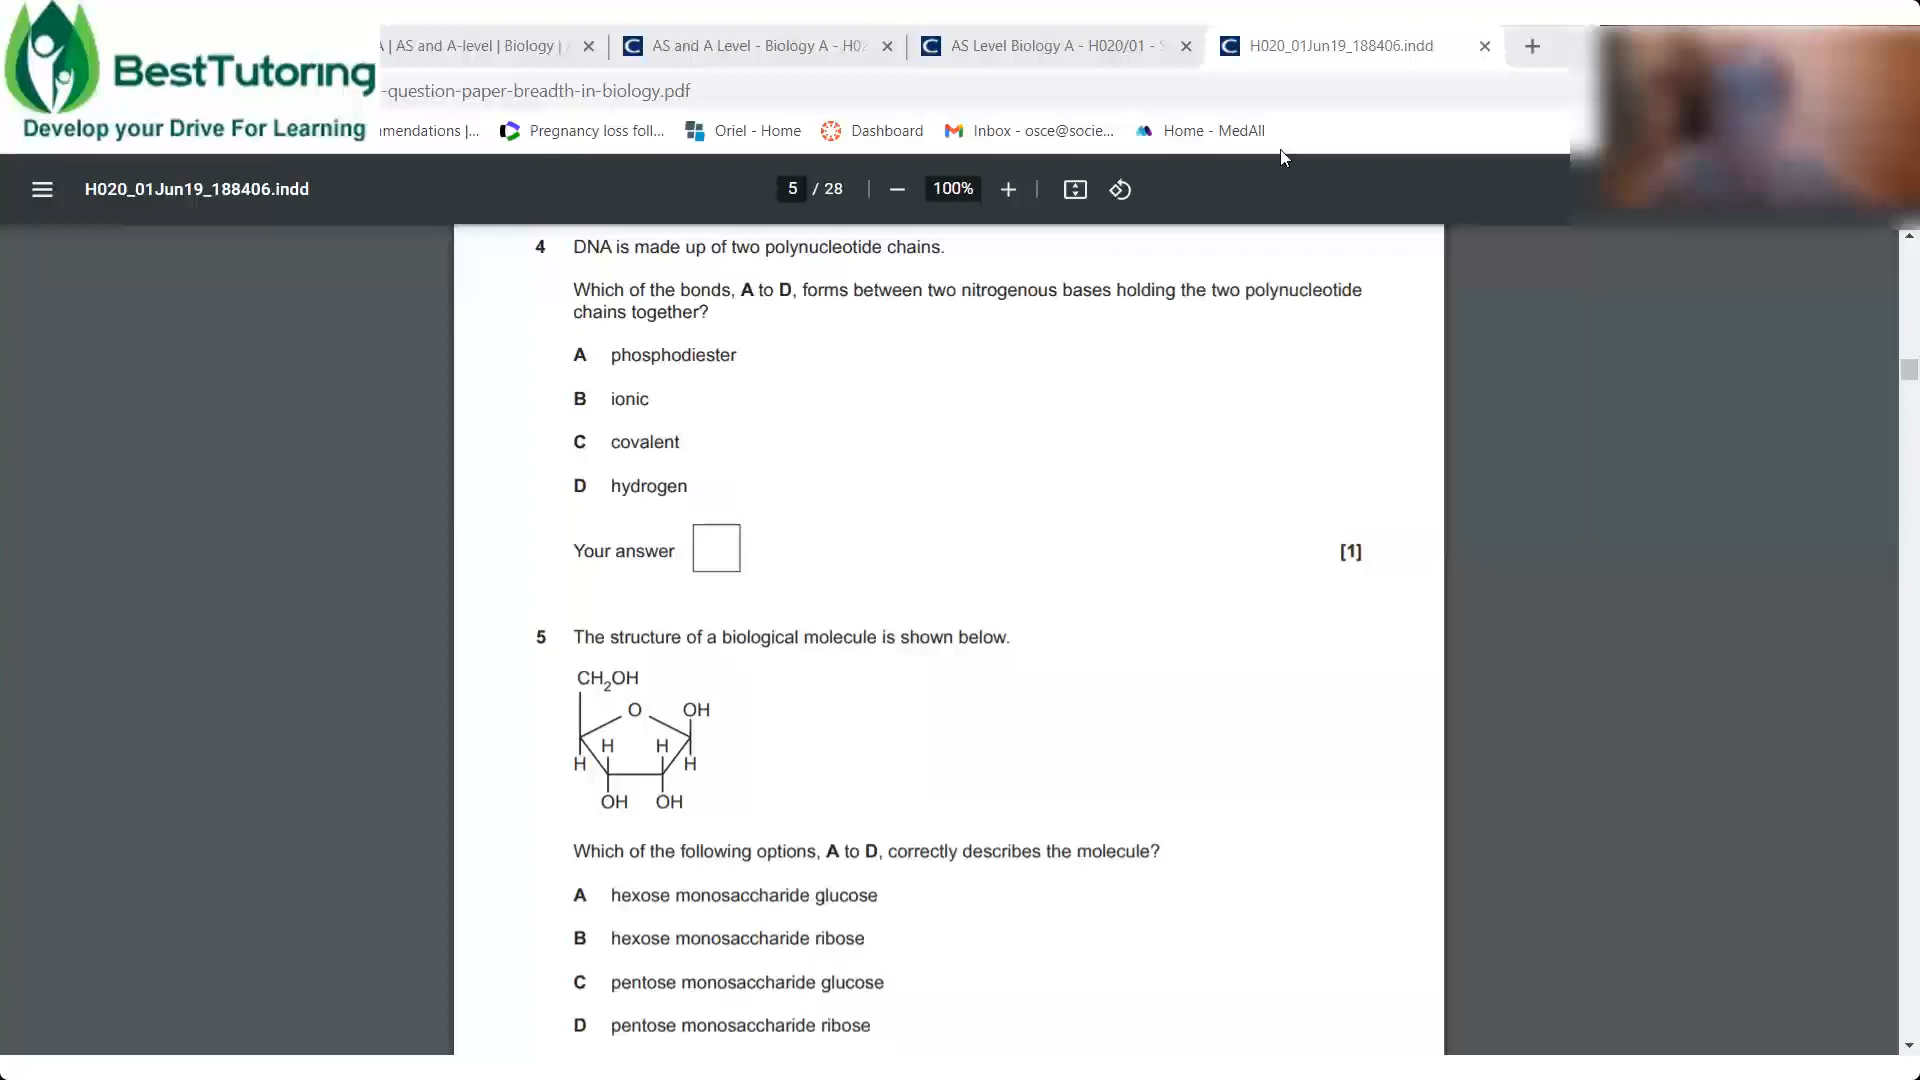 BestTutoring
Develop your Drive For Learning
| AS and A-level | Biology |
AS and A Level - Biology A - H02
AS Level Biology A - H020/01 - S
H020_01Jun19_188406.indd
-question-paper-breadth-in-biology.pdf
mendations |...
Pregnancy loss foll...
Oriel - Home
Dashboard
Inbox - osce@socie...
Home - MedAll
H020_01Jun19_188406.indd
5 / 28
100%
4 DNA is made up of two polynucleotide chains.
Which of the bonds, A to D, forms between two nitrogenous bases holding the two polynucleotide
chains together?
A phosphodiester
B ionic
C covalent
D hydrogen
Your answer [1]
5 The structure of a biological molecule is shown below.
CH₂OH
O OH
H H
H H
OH OH
Which of the following options, A to D, correctly describes the molecule?
A hexose monosaccharide glucose
B hexose monosaccharide ribose
C pentose monosaccharide glucose
D pentose monosaccharide ribose